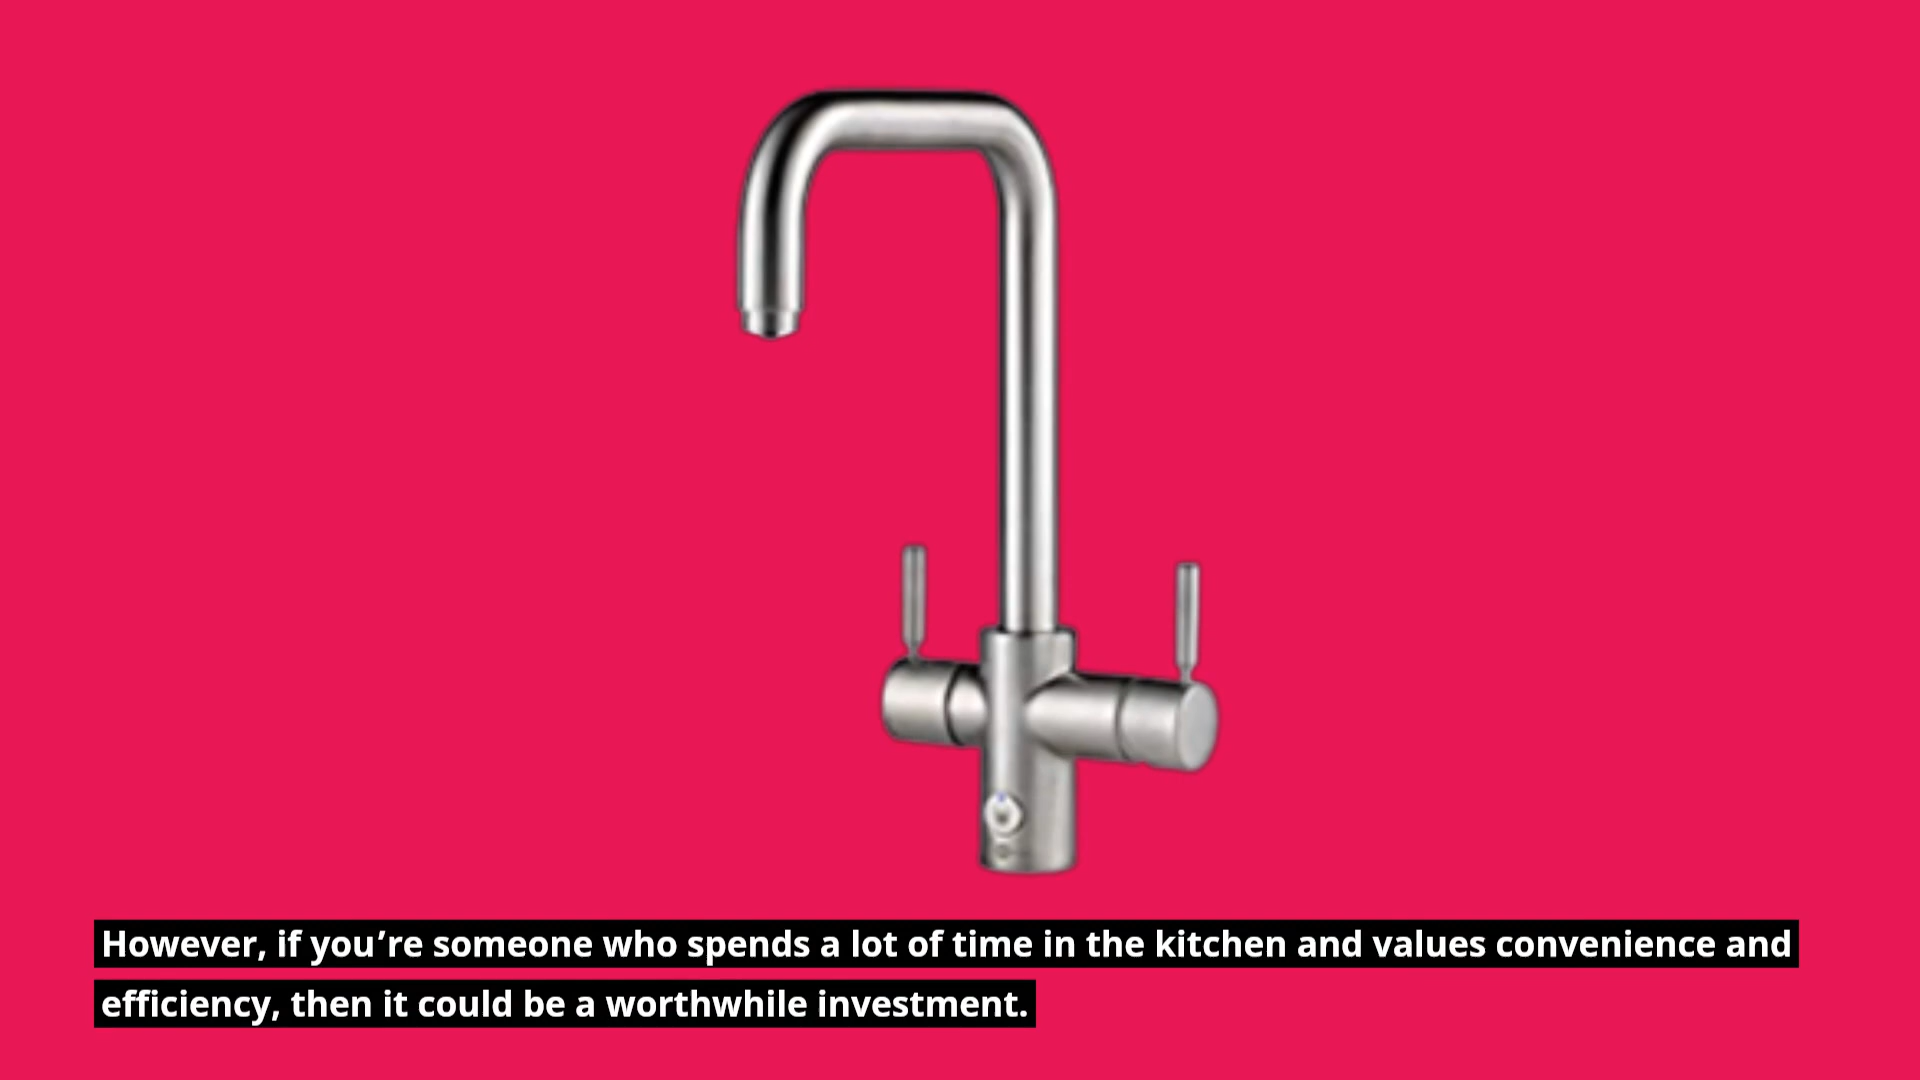 However, if you’re someone who spends a lot of time in the kitchen and values convenience and
efficiency, then it could be a worthwhile investment.